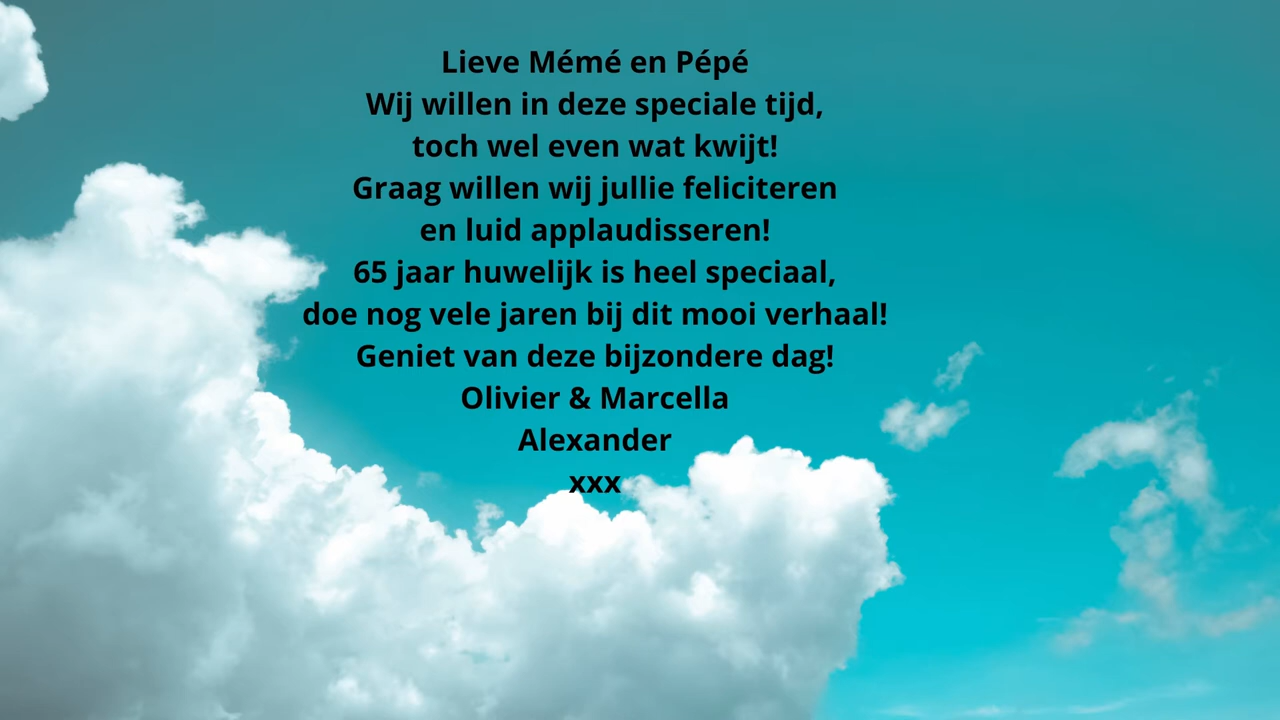 Lieve Mémé en Pépé
Wij willen in deze speciale tijd,
toch wel even wat kwijt!
Graag willen wij jullie feliciteren
en luid applaudisseren!
65 jaar huwelijk is heel speciaal,
doe nog vele jaren bij dit mooi verhaal!
Geniet van deze bijzondere dag!
Olivier & Marcella
Alexander
xxx